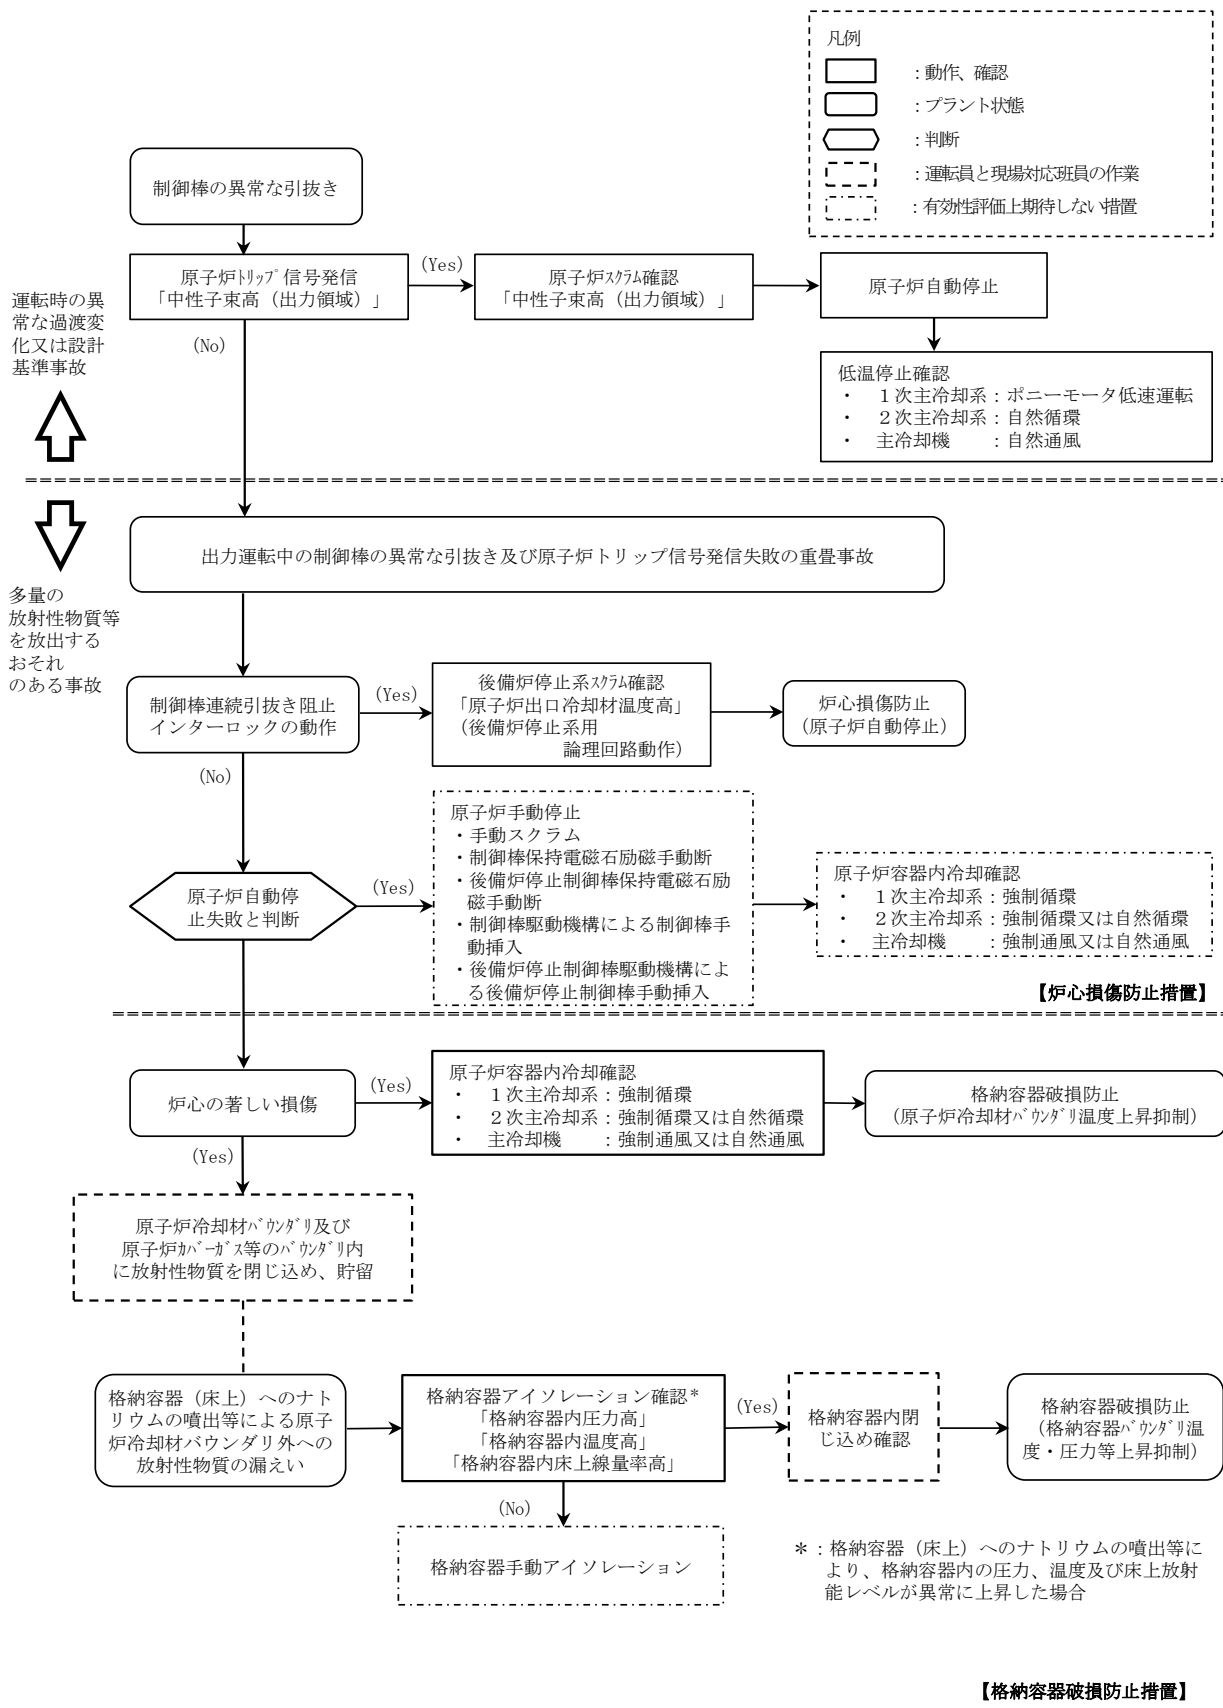 凡例
：動作、確認
：プラント状態
：判断
：運転員と現場対応班員の作業
：有効性評価上期待しない措置
制御棒の異常な引抜き
原子炉ﾄﾘｯﾌﾟ信号発信
「中性子束高（出力領域）」
(Yes)
原子炉ｽｸﾗﾑ確認
「中性子束高（出力領域）」
原子炉自動停止
運転時の異
常な過渡変
化又は設計
基準事故
(No)
低温停止確認
・　１次主冷却系：ポニーモータ低速運転
・　２次主冷却系：自然循環
・　主冷却機　　：自然通風
出力運転中の制御棒の異常な引抜き及び原子炉トリップ信号発信失敗の重畳事故
多量の
放射性物質等
を放出する
おそれ
のある事故
制御棒連続引抜き阻止
インターロックの動作
(Yes)
後備炉停止系ｽｸﾗﾑ確認
「原子炉出口冷却材温度高」
（後備炉停止系用
論理回路動作）
炉心損傷防止
（原子炉自動停止）
(No)
原子炉自動停
止失敗と判断
(Yes)
原子炉手動停止
・手動スクラム
・制御棒保持電磁石励磁手動断
・後備炉停止制御棒保持電磁石励
磁手動断
・制御棒駆動機構による制御棒手
動挿入
・後備炉停止制御棒駆動機構によ
る後備炉停止制御棒手動挿入
原子炉容器内冷却確認
・　１次主冷却系：強制循環
・　２次主冷却系：強制循環又は自然循環
・　主冷却機　　：強制通風又は自然通風
【炉心損傷防止措置】
炉心の著しい損傷
(Yes)
原子炉容器内冷却確認
・　１次主冷却系：強制循環
・　２次主冷却系：強制循環又は自然循環
・　主冷却機　　：強制通風又は自然通風
格納容器破損防止
（原子炉冷却材ﾊﾞｳﾝﾀﾞﾘ温度上昇抑制）
(Yes)
原子炉冷却材ﾊﾞｳﾝﾀﾞﾘ及び
原子炉ｶﾊﾞｰｶﾞｽ等のﾊﾞｳﾝﾀﾞﾘ内
に放射性物質を閉じ込め、貯留
格納容器（床上）へのナト
リウムの噴出等による原子
炉冷却材バウンダリ外への
放射性物質の漏えい
格納容器アイソレーション確認*
「格納容器内圧力高」
「格納容器内温度高」
「格納容器内床上線量率高」
(Yes)
格納容器内閉
じ込め確認
格納容器破損防止
（格納容器ﾊﾞｳﾝﾀﾞﾘ温
度・圧力等上昇抑制）
(No)
格納容器手動アイソレーション
＊：格納容器（床上）へのナトリウムの噴出等に
より、格納容器内の圧力、温度及び床上放射
能レベルが異常に上昇した場合
【格納容器破損防止措置】